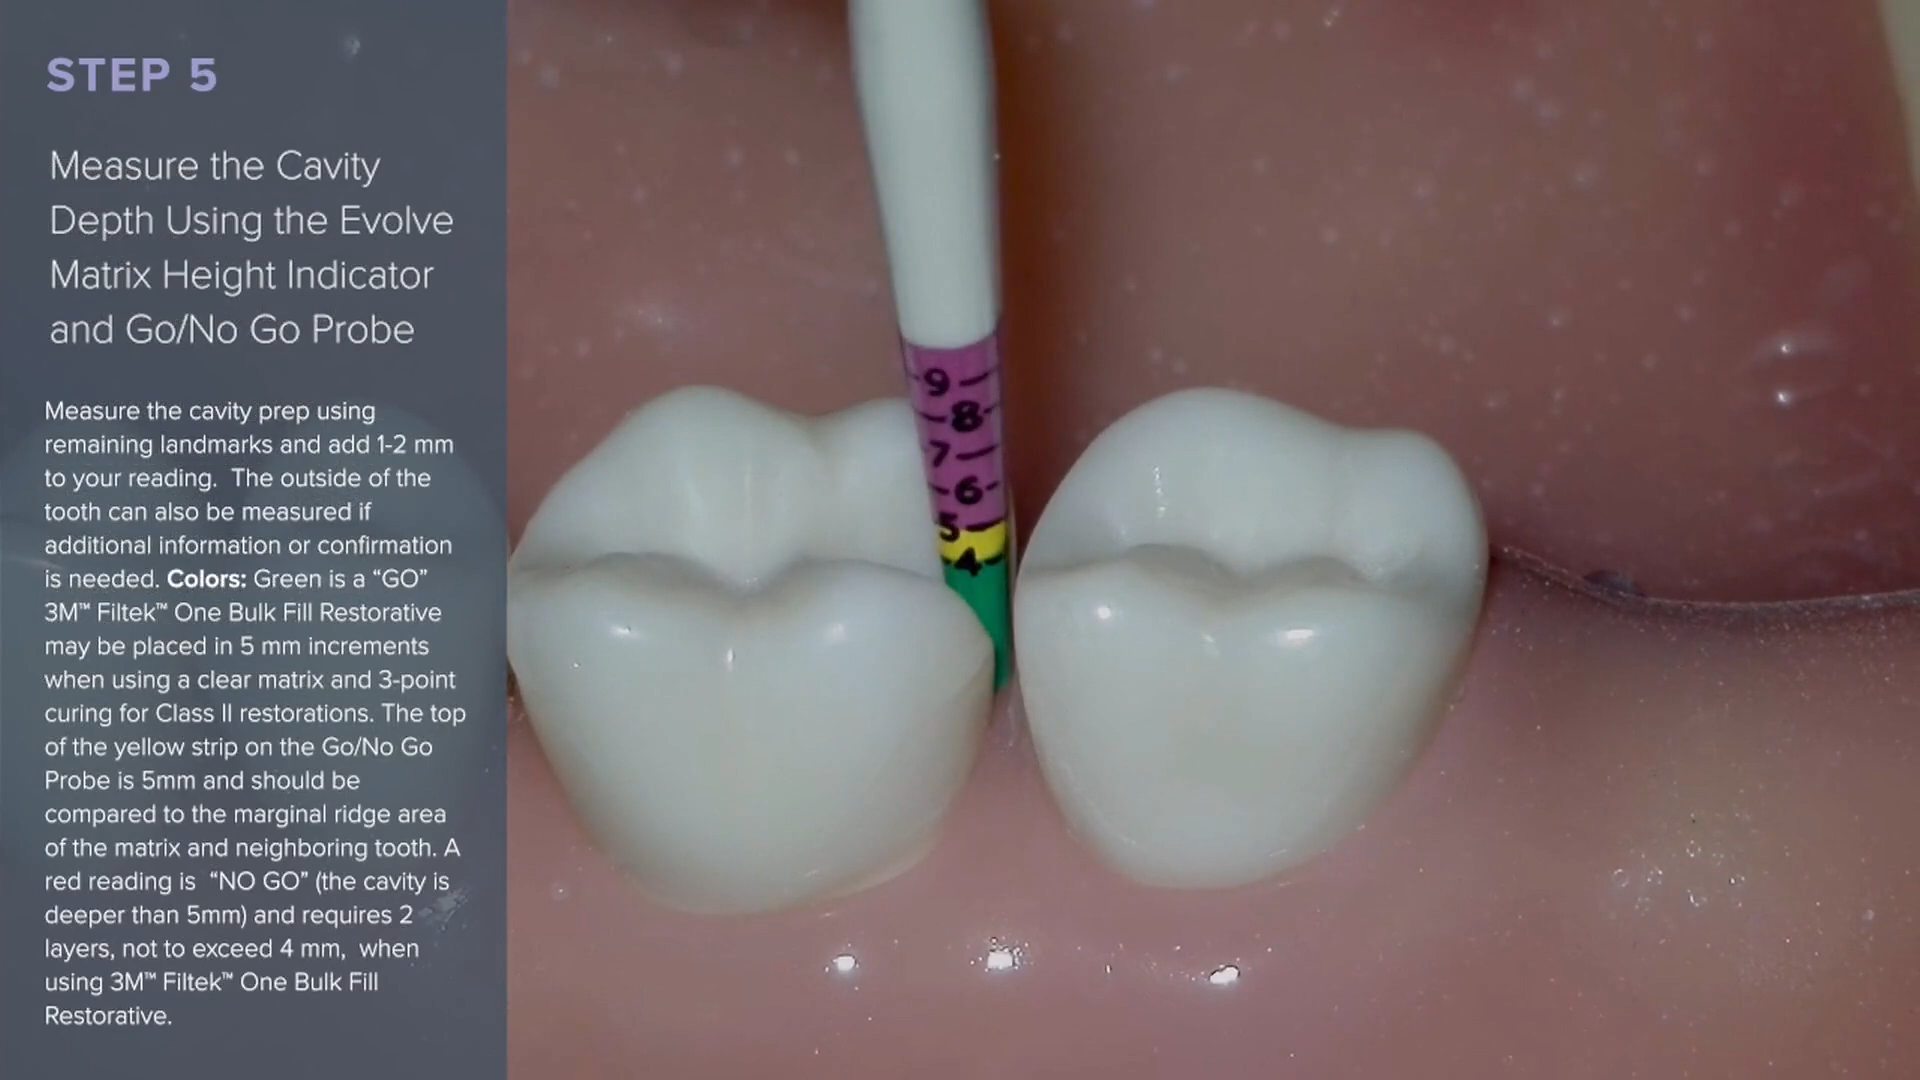 STEP 5
Measure the Cavity
Depth Using the Evolve
Matrix Height Indicator
and Go/No Go Probe
Measure the cavity prep using
remaining landmarks and add 1-2 mm
to your reading.  The outside of the
tooth can also be measured if
additional information or confirmation
is needed. Colors: Green is a “GO”
3M™ Filtek™ One Bulk Fill Restorative
may be placed in 5 mm increments
when using a clear matrix and 3-point
curing for Class II restorations. The top
of the yellow strip on the Go/No Go
Probe is 5mm and should be
compared to the marginal ridge area
of the matrix and neighboring tooth. A
red reading is  “NO GO” (the cavity is
deeper than 5mm) and requires 2
layers, not to exceed 4 mm,  when
using 3M™ Filtek™ One Bulk Fill
Restorative.
9
8
7
6
5
4